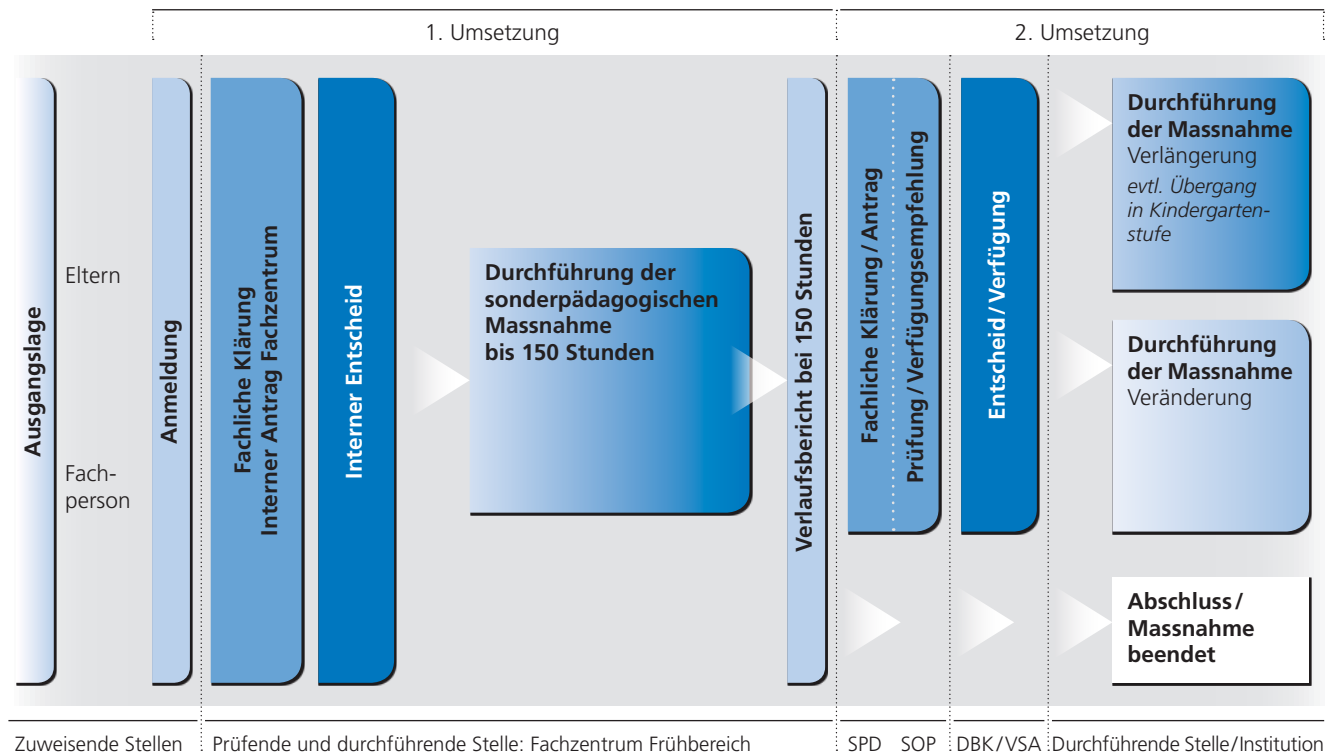 1. Umsetzung
2. Umsetzung
Ausgangslage
Eltern
Fach-
person
Anmeldung
Fachliche Klärung
Interner Antrag Fachzentrum
Interner Entscheid
Durchführung der
sonderpädagogischen
Massnahme
bis 150 Stunden
Verlaufsbericht bei 150 Stunden
Fachliche Klärung / Antrag
Prüfung / Verfügungsempfehlung
Entscheid / Verfügung
Durchführung
der Massnahme
Verlängerung
evtl. Übergang
in Kindergarten-
stufe
Durchführung
der Massnahme
Veränderung
Abschluss /
Massnahme
beendet
Zuweisende Stellen
Prüfende und durchführende Stelle: Fachzentrum Frühbereich
SPD
SOP
DBK / VSA
Durchführende Stelle/Institution